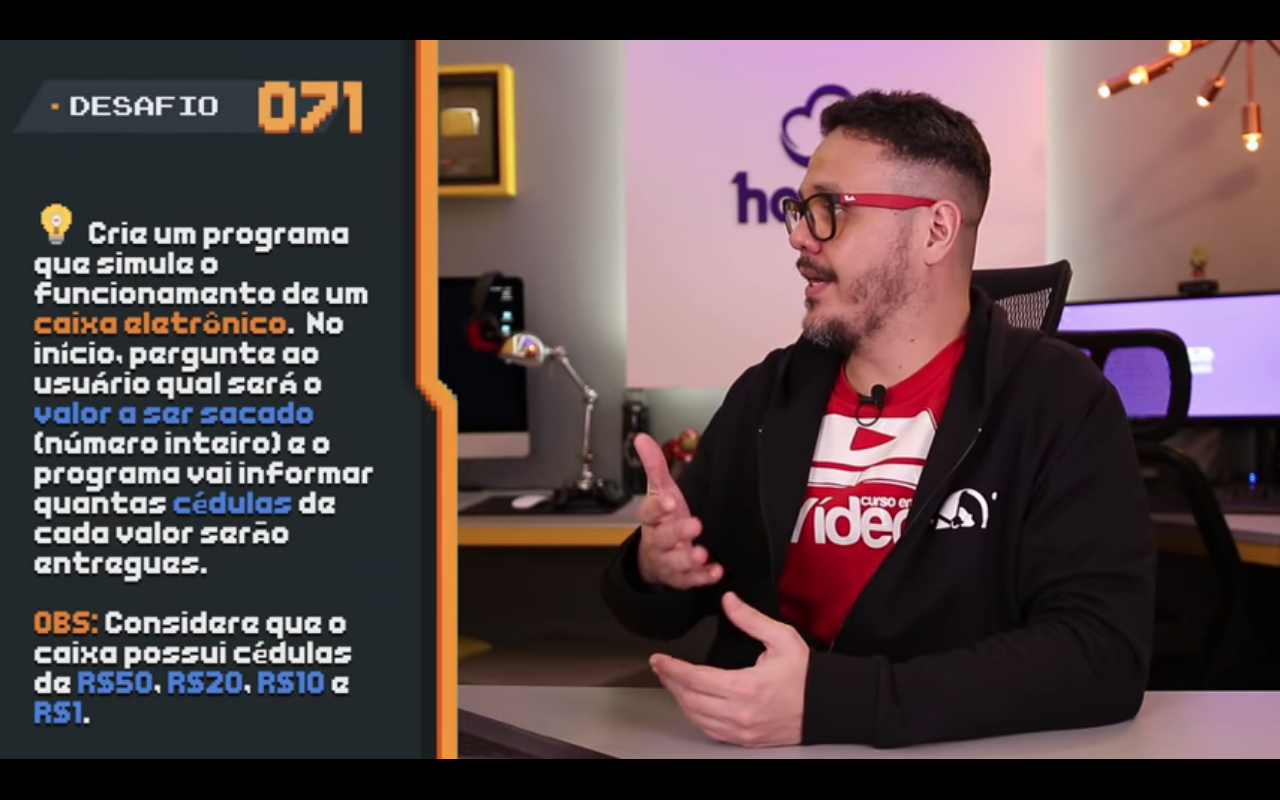 DESAFIO 071
Crie um programa
que simule o
funcionamento de um
caixa eletrônico. No
início, pergunte ao
usuário qual será o
valor a ser sacado
(número inteiro) e o
programa vai informar
quantas cédulas de
cada valor serão
entregues.
OBS: Considere que o
caixa possui cédulas
de R$50, R$20, R$10 e
R$1.
ho
curso em
Vídeo